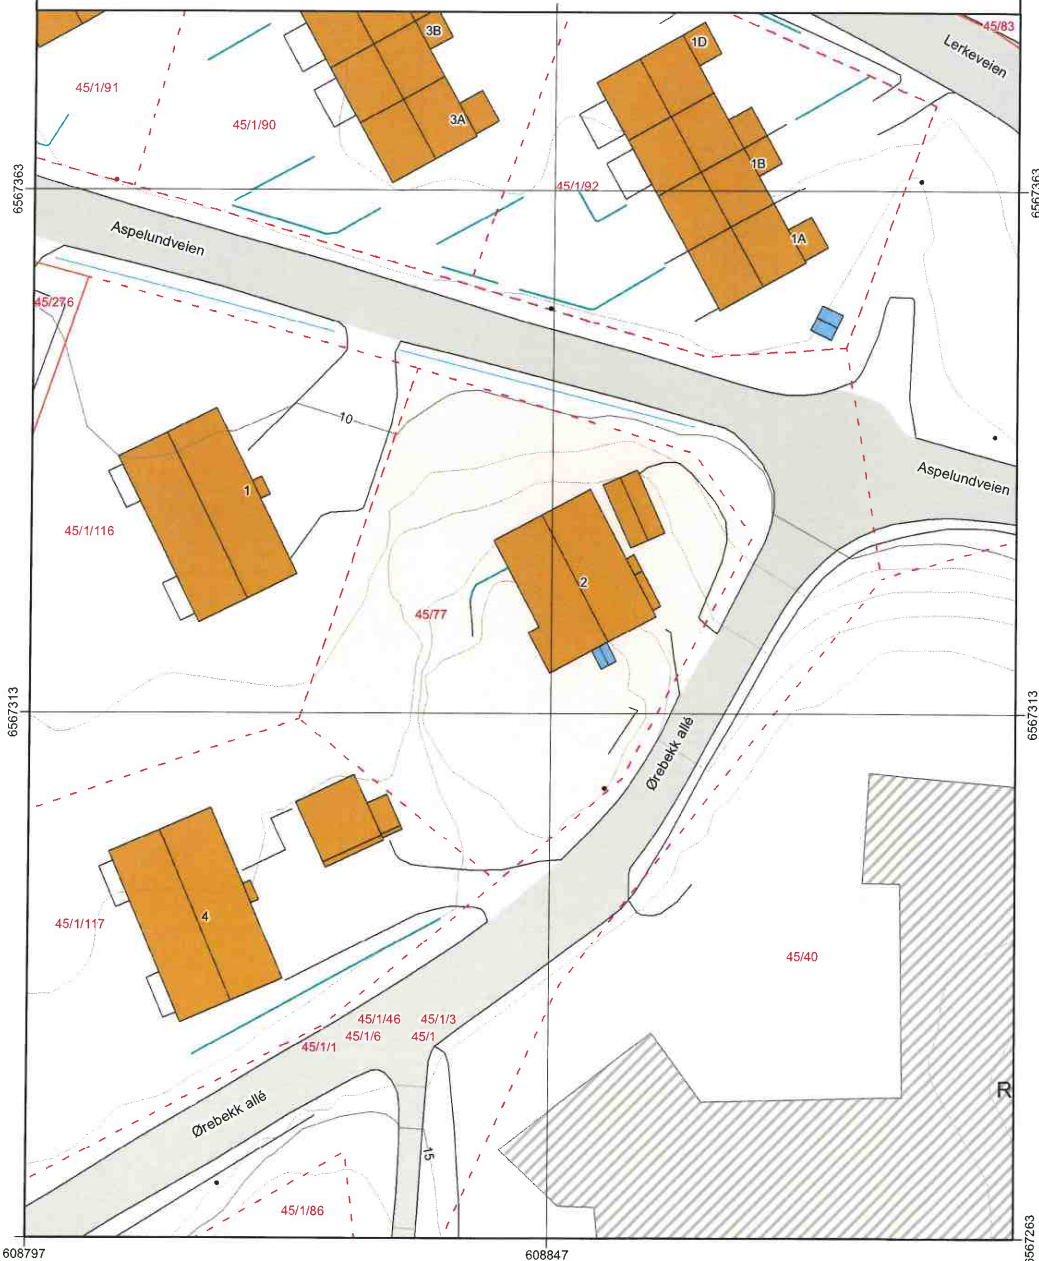 3B
1D
45/83
Lerkeveien
45/1/91
45/1/90
3A
1B
45/1/92
6567363
6567363
Aspelundveien
1A
45/276
10
1
Aspelundveien
45/1/116
2
45/77
6567313
6567313
Ørebekk allé
45/1/117
4
45/40
45/1/46
45/1/3
45/1/6
45/1
45/1/1
R
Ørebekk allé
15
45/1/86
608797
608847
6567263